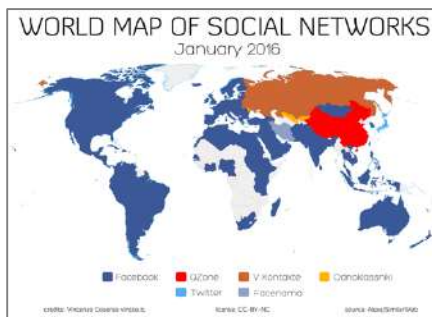 WORLD MAP OF SOCIAL NETWORKS
January 2016
Facebook QZone V Kontakte Odnoklassniki
Twitter Facenama
credits: Vincenzo Cosenza vincos.it license: CC-BY-NC source: Alexa/SimilarWeb